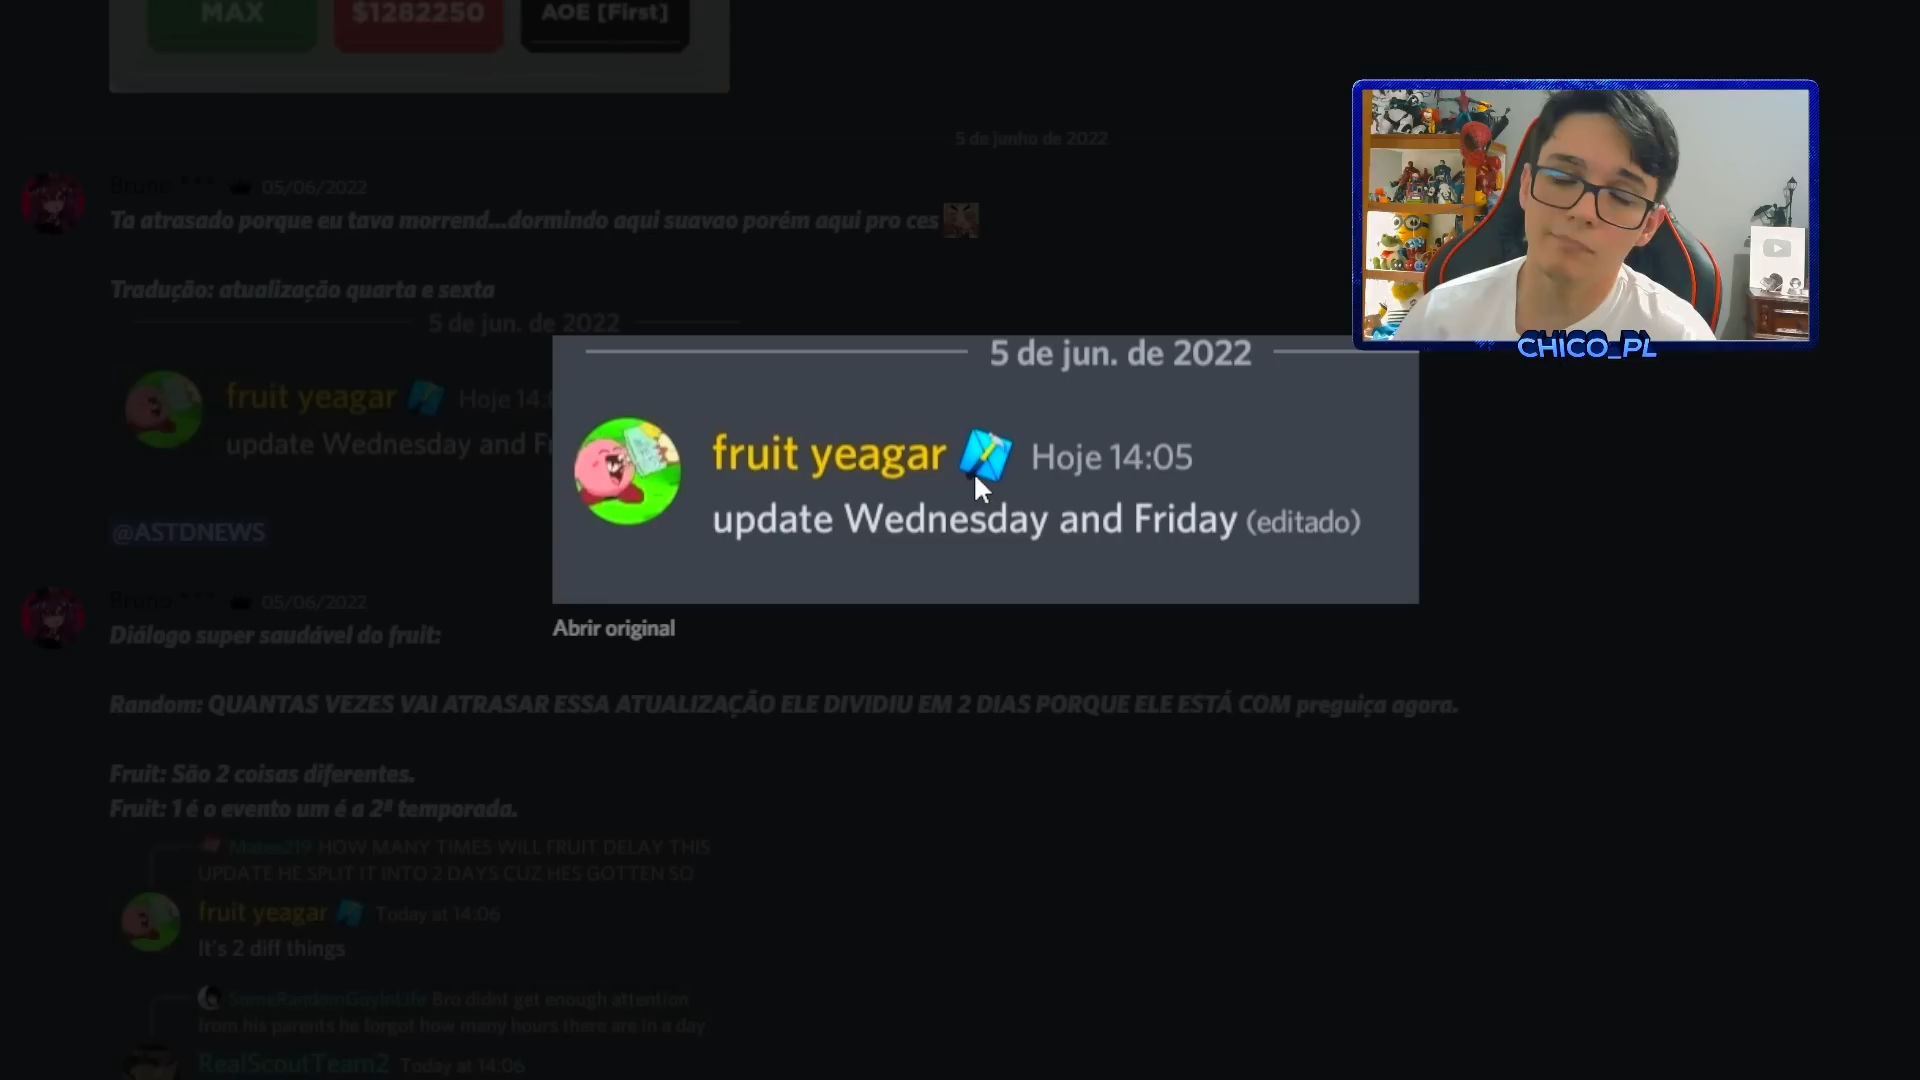 MAX
$1282250
AOE [First]
5 de junho de 2022
Bruno *** 05/06/2022
Ta atrasado porque eu tava morrend...dormindo aqui suavao porém aqui pro ces
Tradução: atualização quarta e sexta
5 de jun. de 2022
fruit yeagar Hoje 14:
update Wednesday and Fr
5 de jun. de 2022
fruit yeagar Hoje 14:05
update Wednesday and Friday (editado)
Abrir original
CHICO_PL
@ASTDNEWS
Bruno *** 05/06/2022
Diálogo super saudável do fruit:
Random: QUANTAS VEZES VAI ATRASAR ESSA ATUALIZAÇÃO ELE DIVIDIU EM 2 DIAS PORQUE ELE ESTÁ COM preguiça agora.
Fruit: São 2 coisas diferentes.
Fruit: 1 é o evento um é a 2ª temporada.
HOW MANY TIMES WILL FRUIT DELAY THIS
UPDATE HE SPLIT IT INTO 2 DAYS CUZ HES GOTTEN SO
fruit yeagar Today at 14:06
It's 2 diff things
SomeRandomGuyInLife Bro didnt get enough attention
from his parents he forgot how many hours there are in a day
RealScoutTeam2 Today at 14:06